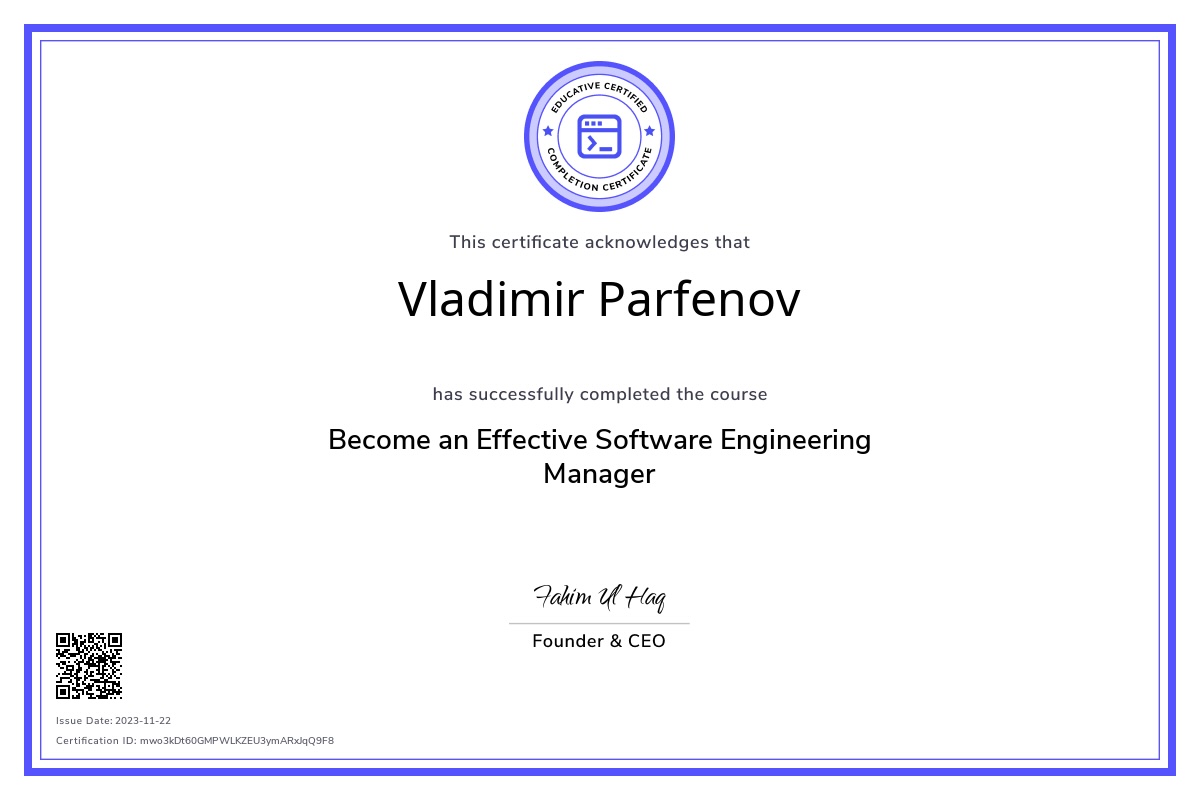 EDUCATIVE CERTIFIED
COMPLETION CERTIFICATE
This certificate acknowledges that
Vladimir Parfenov
has successfully completed the course
Become an Effective Software Engineering
Manager
Fahim Ul Haq
Founder & CEO
Issue Date: 2023-11-22
Certification ID: mwo3kDt60GMPWLKZEU3ymARxJqQ9F8